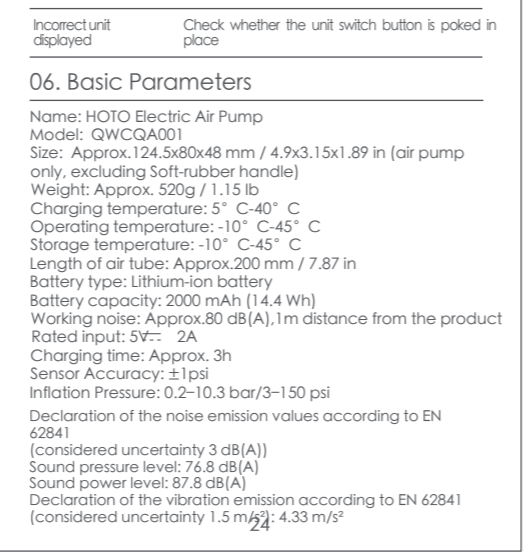 Incorrect unit Check whether the unit switch button is poked in
displayed place
06. Basic Parameters
Name: HOTO Electric Air Pump
Model: QWCQA001
Size: Approx.124.5x80x48 mm / 4.9x3.15x1.89 in (air pump
only, excluding Soft-rubber handle)
Weight: Approx. 520g / 1.15 lb
Charging temperature: 5° C-40° C
Operating temperature: -10° C-45° C
Storage temperature: -10° C-45° C
Length of air tube: Approx.200 mm / 7.87 in
Battery type: Lithium-ion battery
Battery capacity: 2000 mAh (14.4 Wh)
Working noise: Approx.80 dB(A),1m distance from the product
Rated input: 5V⎓ 2A
Charging time: Approx. 3h
Sensor Accuracy: ±1psi
Inflation Pressure: 0.2–10.3 bar/3–150 psi
Declaration of the noise emission values according to EN
62841
(considered uncertainty 3 dB(A))
Sound pressure level: 76.8 dB(A)
Sound power level: 87.8 dB(A)
Declaration of the vibration emission according to EN 62841
(considered uncertainty 1.5 m/s²): 4.33 m/s²
24